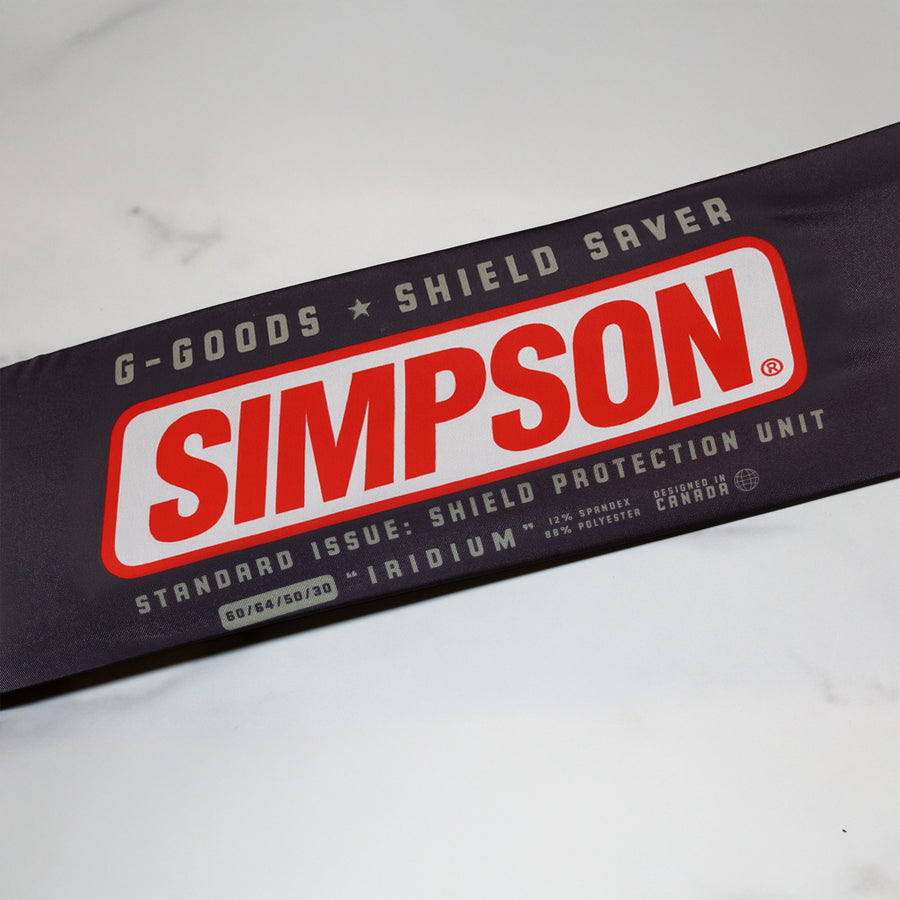 G-GOODS ★ SHIELD SAVER
SIMPSON®
STANDARD ISSUE: SHIELD PROTECTION UNIT
60/64/50/30 "IRIDIUM"
12% SPANDEX
88% POLYESTER
DESIGNED IN
CANADA